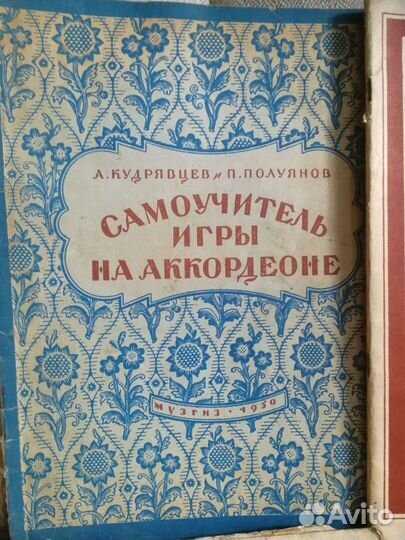 А. КУДРЯВЦЕВ и П. ПОЛУЯНОВ
САМОУЧИТЕЛЬ
ИГРЫ
НА АККОРДЕОНЕ
МУЗГИЗ · 1950
Avito